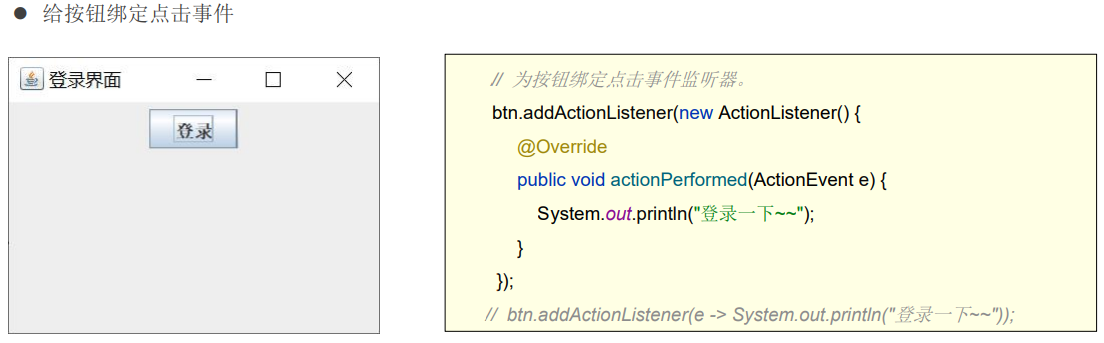 ● 给按钮绑定点击事件
登录界面
登录
// 为按钮绑定点击事件监听器。
btn.addActionListener(new ActionListener() {
@Override
public void actionPerformed(ActionEvent e) {
System.out.println("登录一下~~");
}
});
// btn.addActionListener(e -> System.out.println("登录一下~~"));